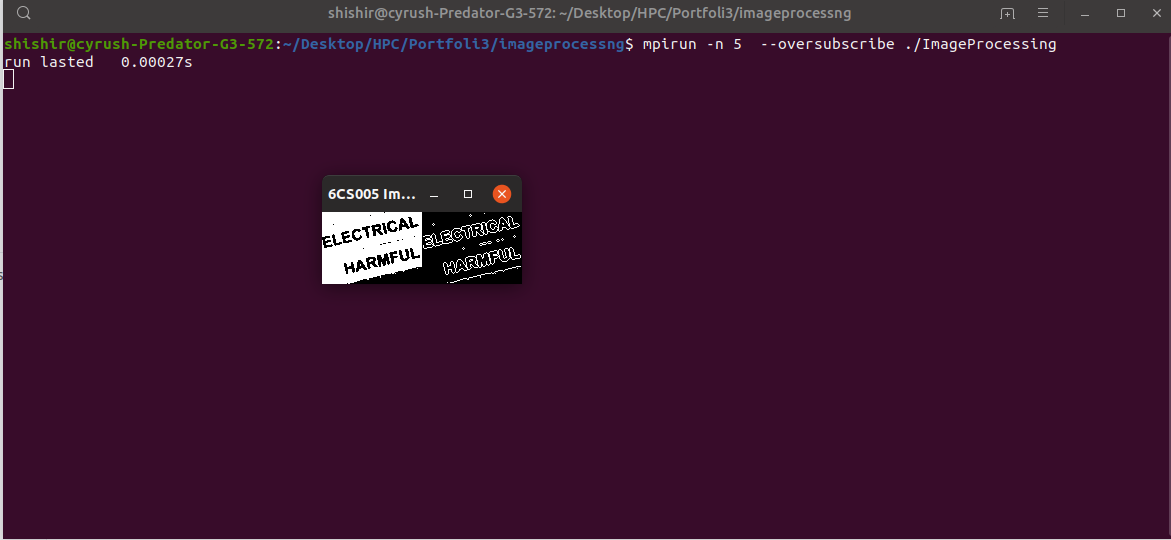 shishir@cyrush-Predator-G3-572: ~/Desktop/HPC/Portfoli3/imageprocessng
shishir@cyrush-Predator-G3-572:~/Desktop/HPC/Portfoli3/imageprocessng$ mpirun -n 5  --oversubscribe ./ImageProcessing
run lasted   0.00027s
6CS005 Im...
ELECTRICAL ELECTRICAL
HARMFUL HARMFUL